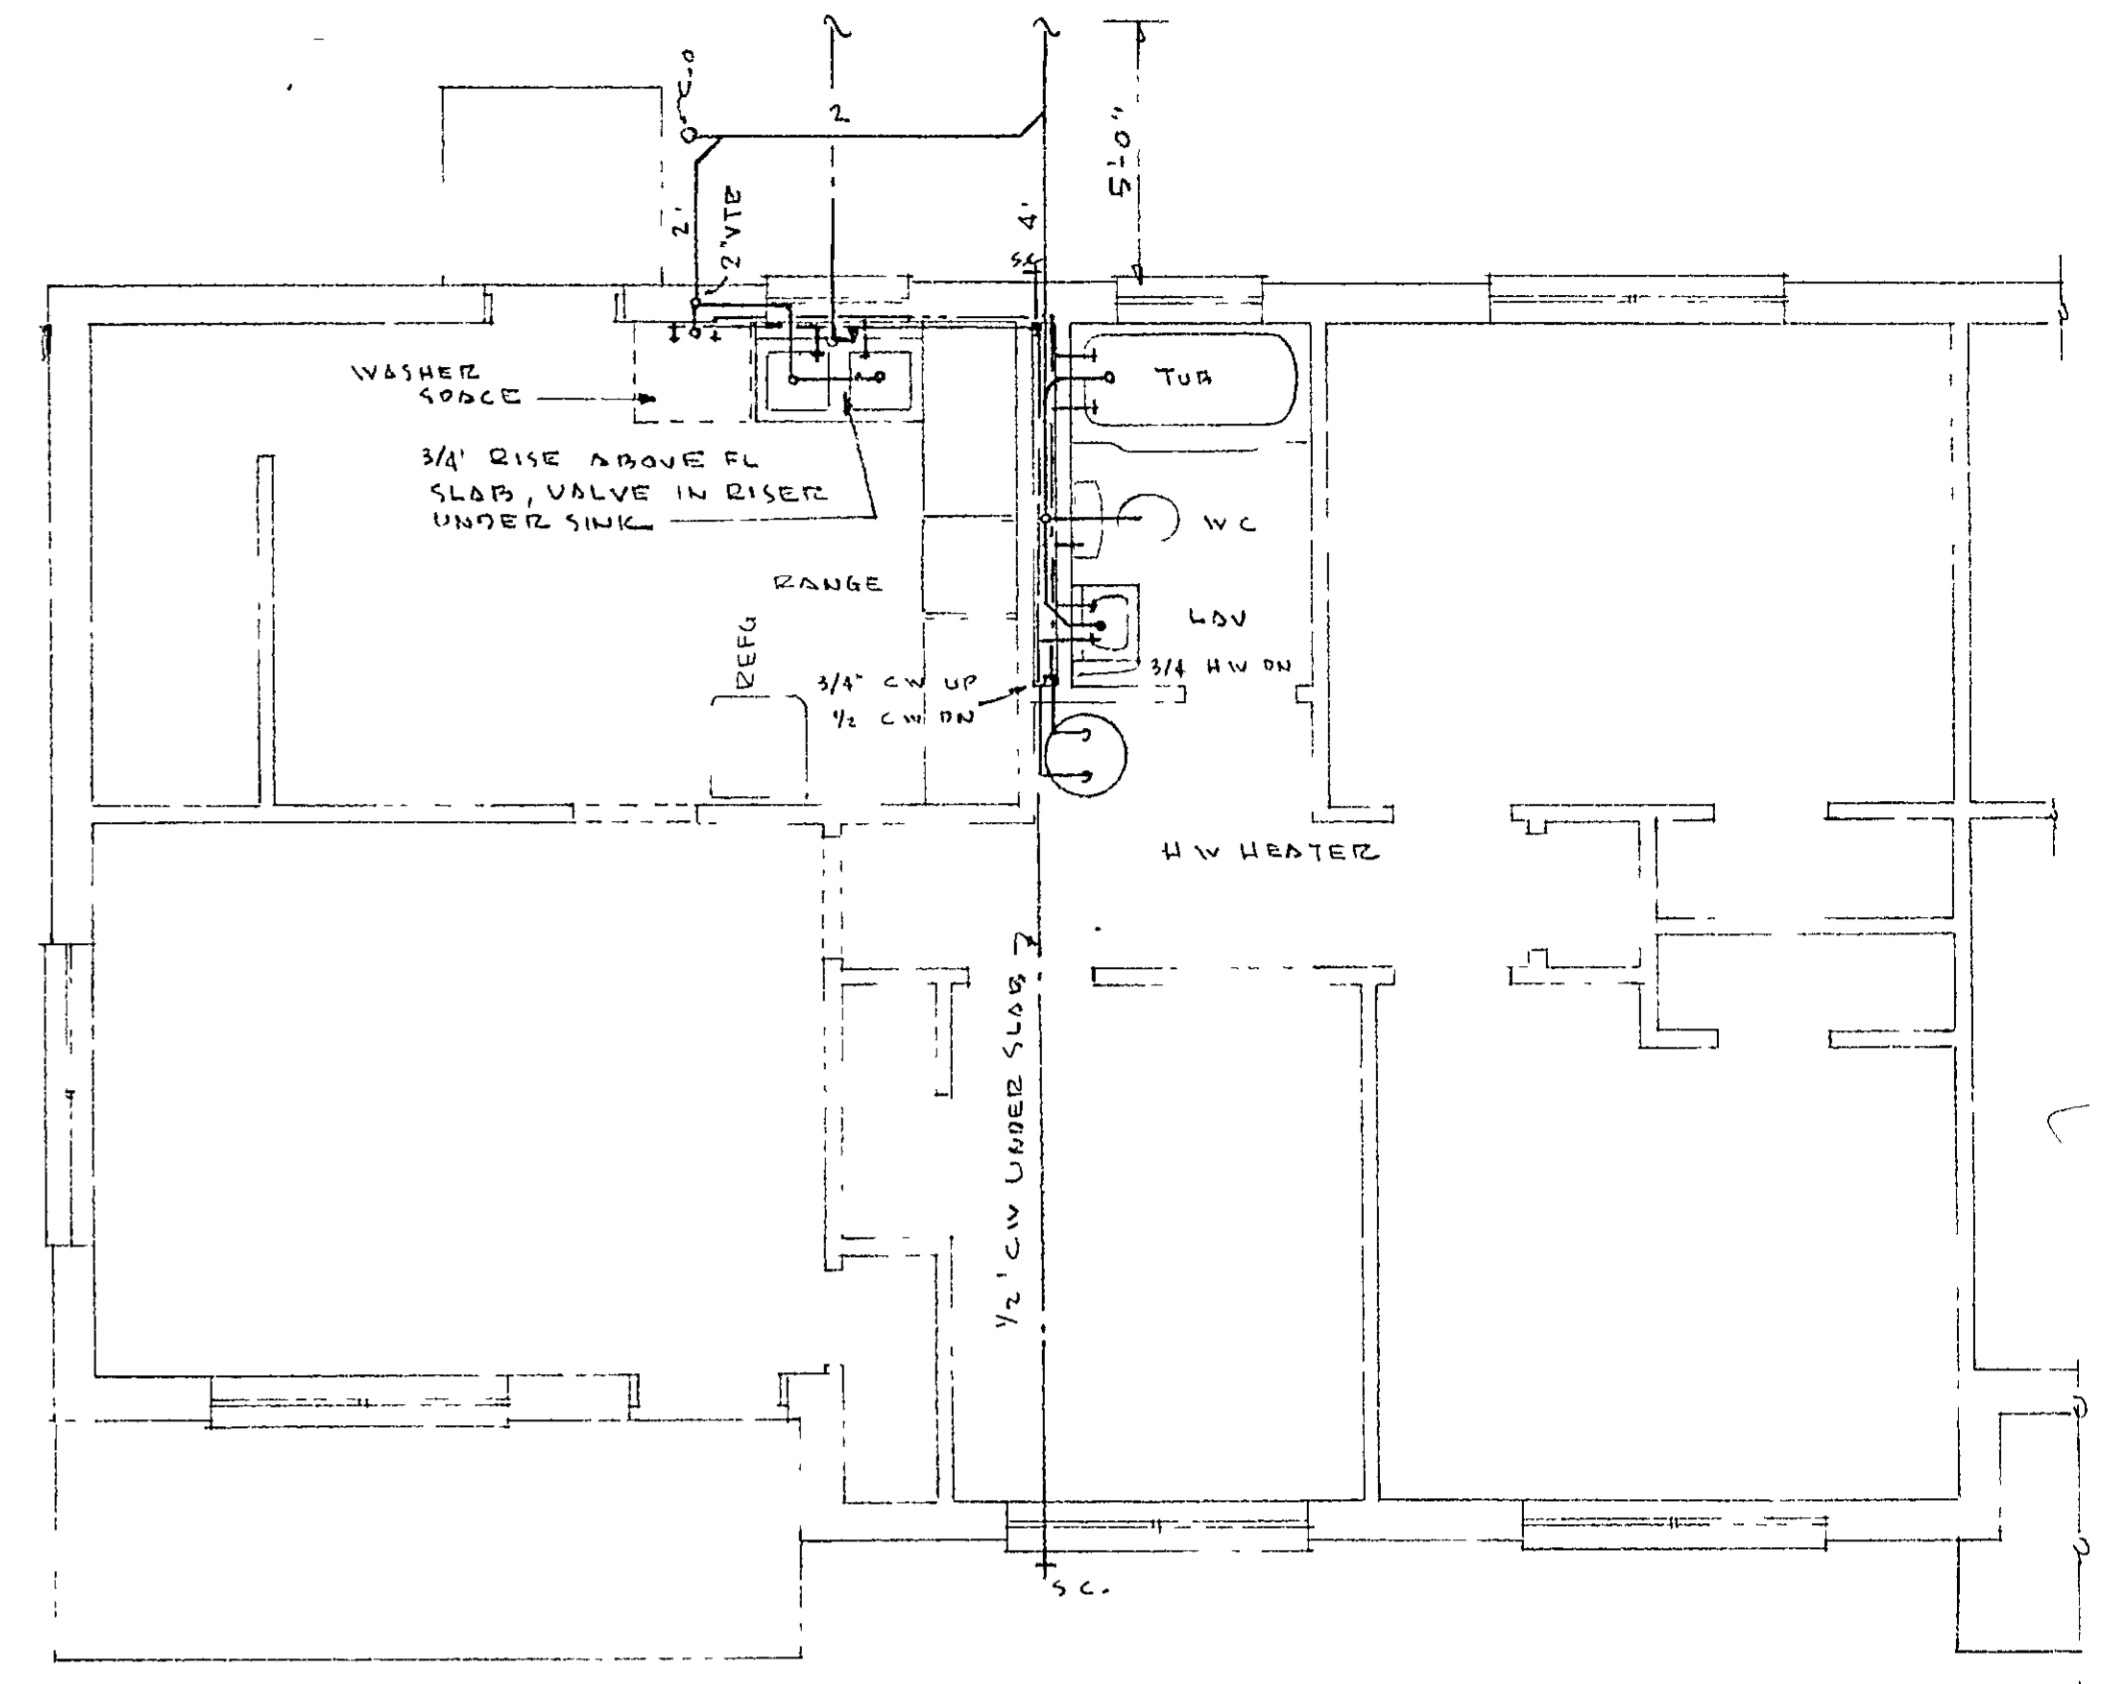 C.O
2
5'-0"
2'
2" VTR
4'
S.C.
WASHER
SPACE
TUB
3/4' RISE ABOVE FL
SLAB, VALVE IN RISER
UNDER SINK
WC
RANGE
LAV
REFG
3/4 HW DN
3/4" CW UP
1/2 CW DN
HW HEATER
1/2' CW UNDER SLAB
S C.